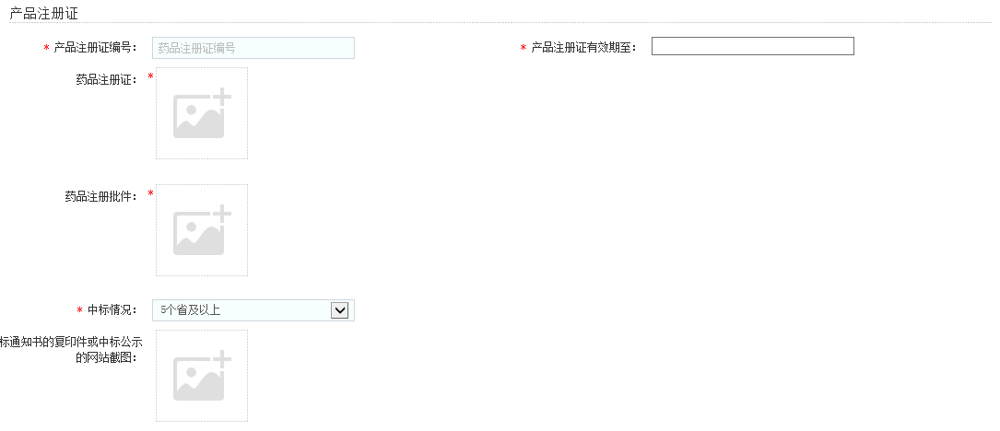 产品注册证
* 产品注册证编号： 药品注册证编号 * 产品注册证有效期至：
药品注册证： *
药品注册批件： *
* 中标情况： 5个省及以上
标通知书的复印件或中标公示
的网站截图：